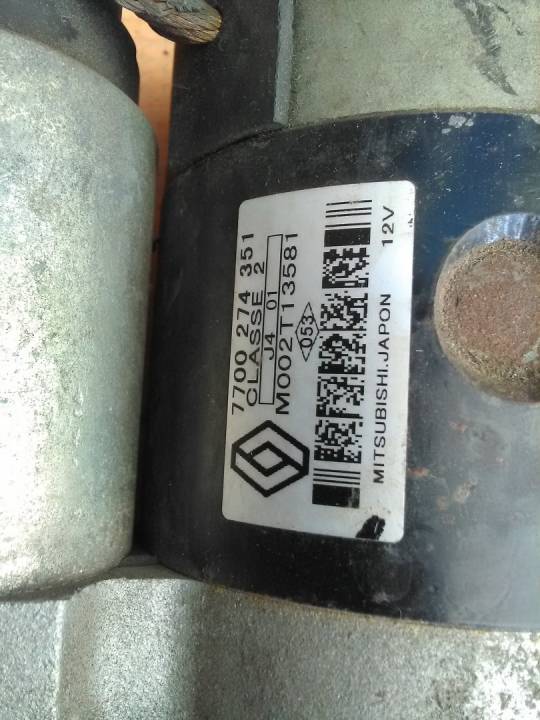 7700 274 351
CLASSE 2
J4 01
M002T13581
053
MITSUBISHI.JAPON 12V